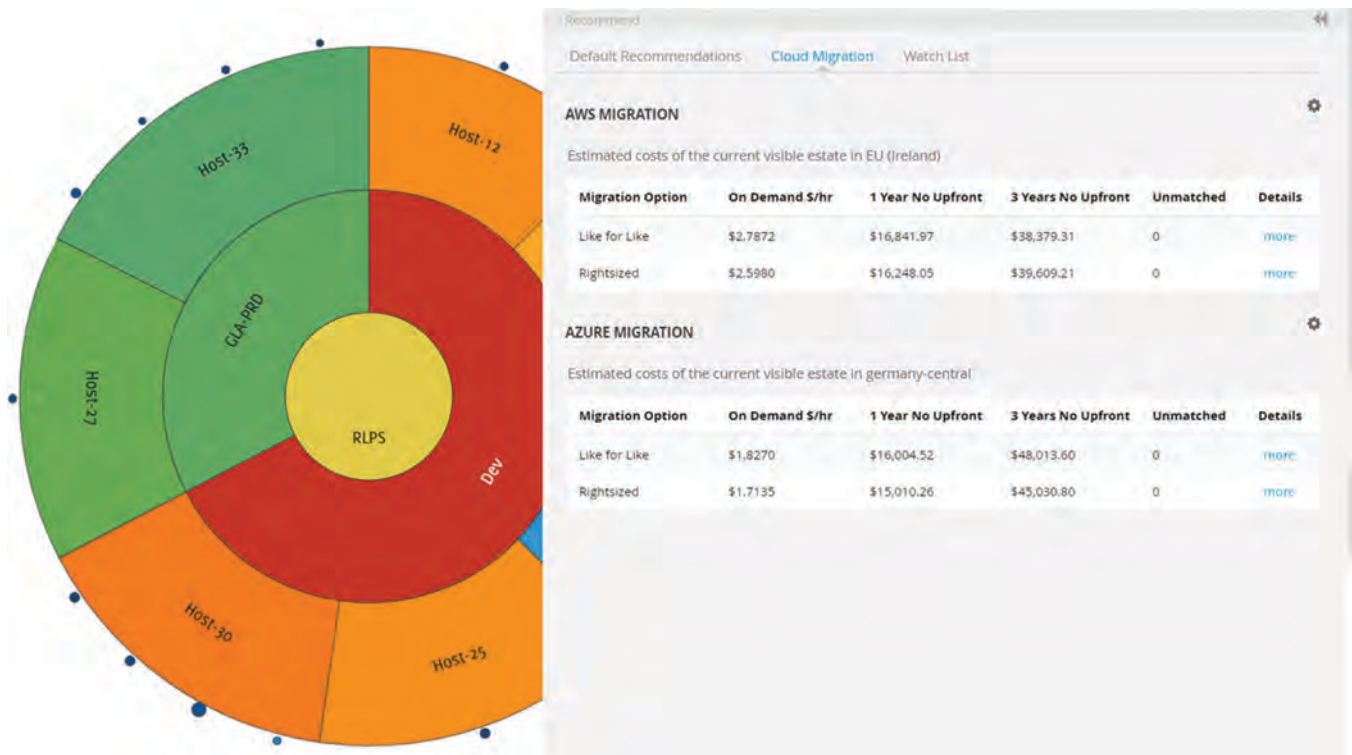 Host-33
Host-12
GLA-PRD
Host-27
RLPS
Dev
Host-30
Host-25
Recommend
Default Recommendations Cloud Migration Watch List
AWS MIGRATION
Estimated costs of the current visible estate in EU (Ireland)
Migration Option On Demand $/hr 1 Year No Upfront 3 Years No Upfront Unmatched Details
Like for Like $2.7872 $16,841.97 $38,379.31 0 more
Rightsized $2.5980 $16,248.05 $39,609.21 0 more
AZURE MIGRATION
Estimated costs of the current visible estate in germany-central
Migration Option On Demand $/hr 1 Year No Upfront 3 Years No Upfront Unmatched Details
Like for Like $1.8270 $16,004.52 $48,013.60 0 more
Rightsized $1.7135 $15,010.26 $45,030.80 0 more